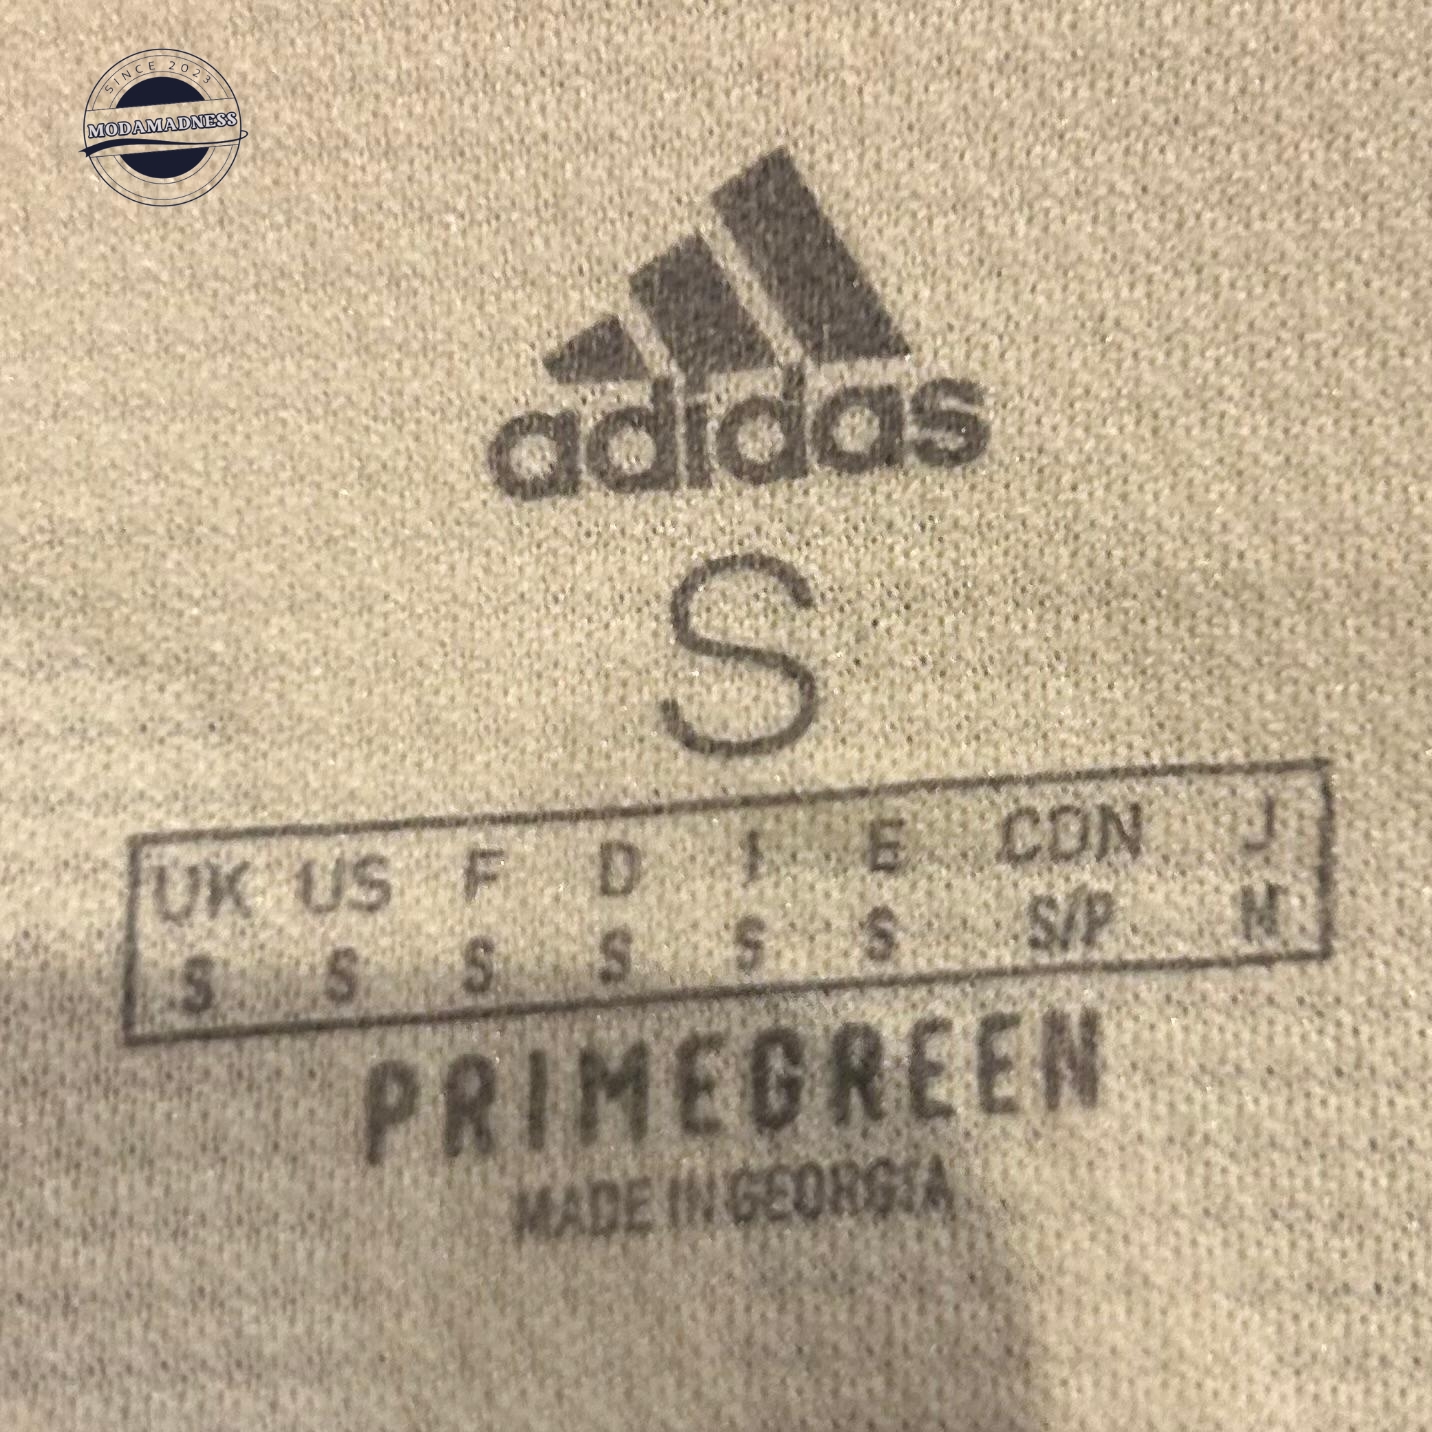 SINCE 2023
MODAMADNESS
adidas
S
UK US F D I E CDN J
S S S S S S S/P M
PRIMEGREEN
MADE IN GEORGIA